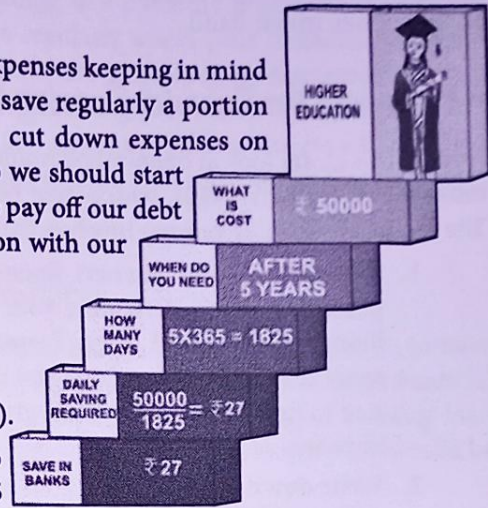 xpenses keeping in mind
save regularly a portion
cut down expenses on
we should start
pay off our debt
on with our
).
HIGHER
EDUCATION
WHAT
IS
COST
₹ 50000
WHEN DO
YOU NEED
AFTER
5 YEARS
HOW
MANY
DAYS
5X365 = 1825
DAILY
SAVING
REQUIRED
50000
1825
= ₹27
SAVE IN
BANKS
₹ 27